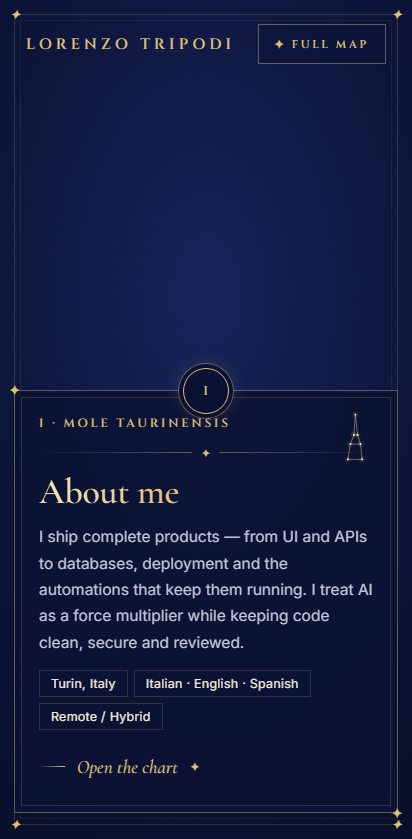 LORENZO TRIPODI
✦ FULL MAP
I
I · MOLE TAURINENSIS
About me
I ship complete products — from UI and APIs
to databases, deployment and the
automations that keep them running. I treat AI
as a force multiplier while keeping code
clean, secure and reviewed.
Turin, Italy
Italian · English · Spanish
Remote / Hybrid
Open the chart ✦